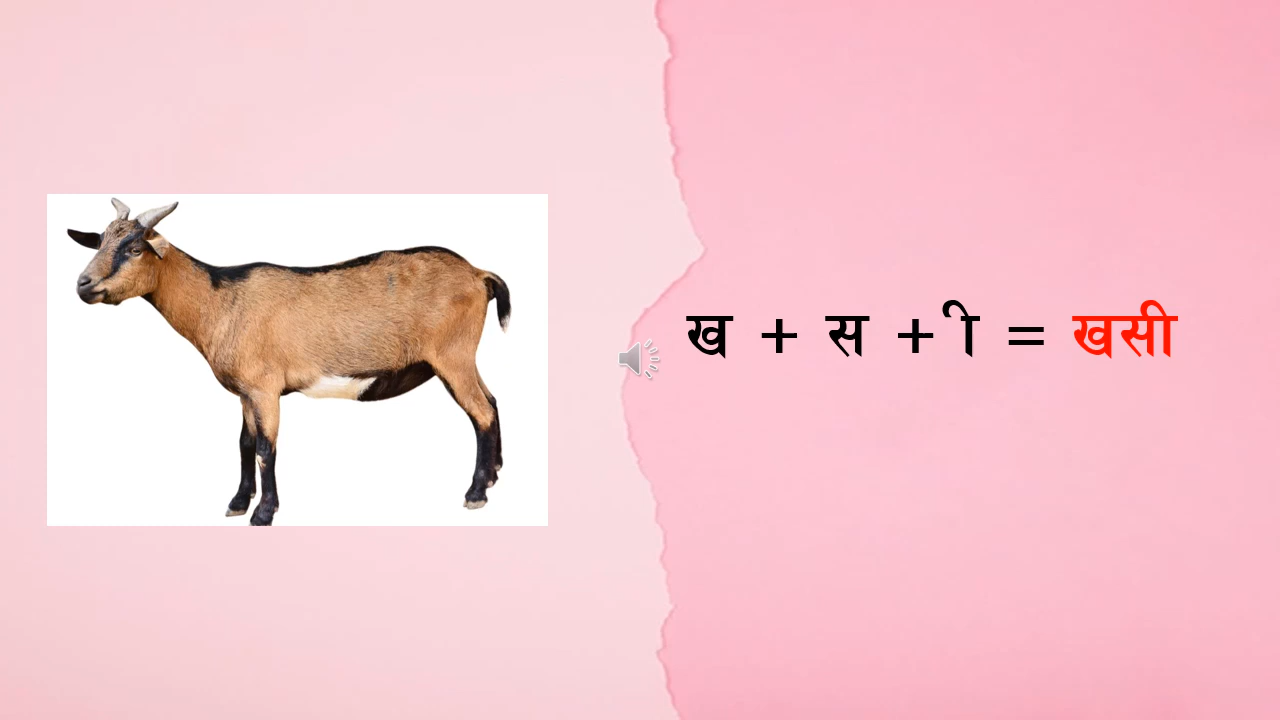 ख + स + ी = खसी